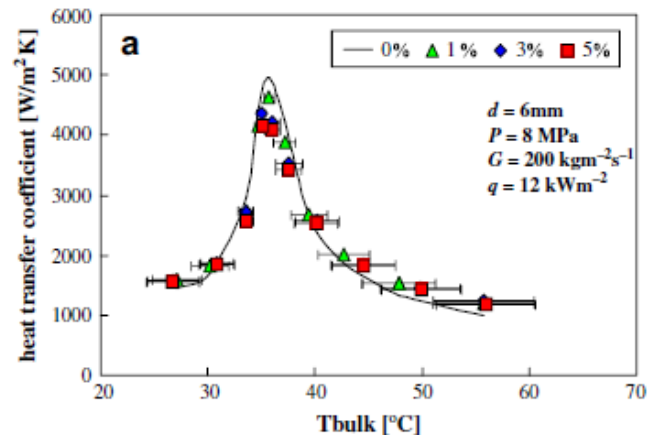 a
0% 1% 3% 5%
d = 6mm
P = 8 MPa
G = 200 kgm⁻²s⁻¹
q = 12 kWm⁻²
heat transfer coefficient [W/m² K]
6000
5000
4000
3000
2000
1000
0
20 30 40 50 60 70
Tbulk [°C]